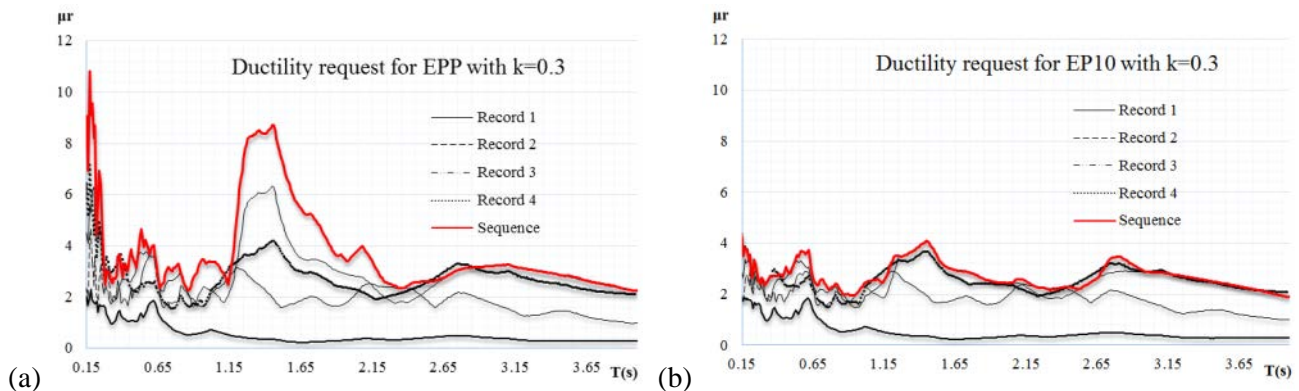 μr
12
10
8
6
4
2
0
Ductility request for EPP with k=0.3
Record 1
Record 2
Record 3
Record 4
Sequence
0.15 0.65 1.15 1.65 2.15 2.65 3.15 3.65 T(s)
(a)
μr
12
10
8
6
4
2
0
Ductility request for EP10 with k=0.3
Record 1
Record 2
Record 3
Record 4
Sequence
0.15 0.65 1.15 1.65 2.15 2.65 3.15 3.65 T(s)
(b)